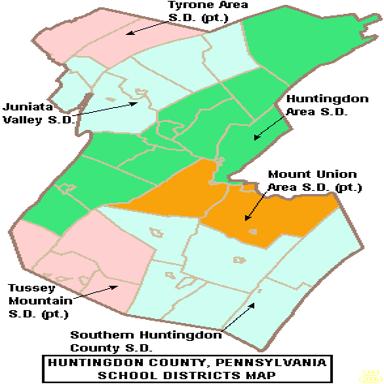 Tyrone Area
S.D. (pt.)
Juniata
Valley S.D.
Huntingdon
Area S.D.
Mount Union
Area S.D. (pt.)
Tussey
Mountain
S.D. (pt.)
Southern Huntingdon
County S.D.
HUNTINGDON COUNTY, PENNSYLVANIA
SCHOOL DISTRICTS MAP